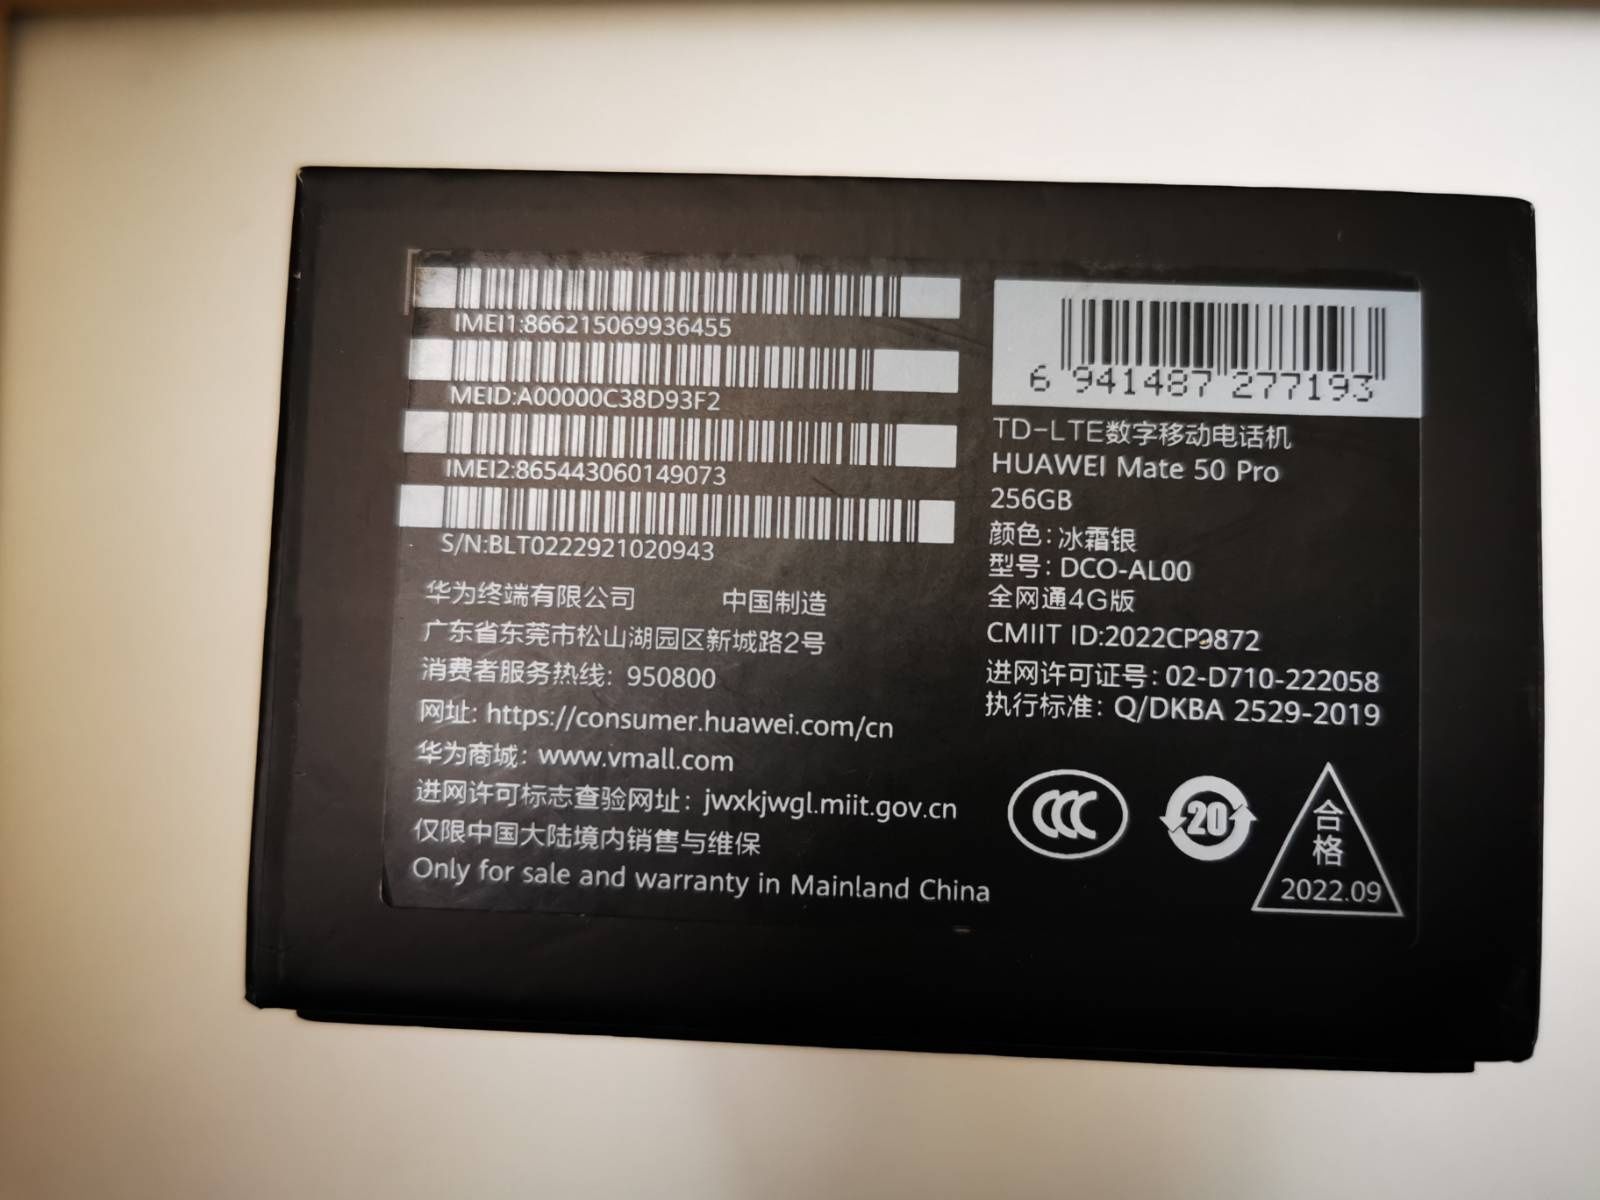 IMEI1:866215069936455
MEID:A00000C38D93F2
IMEI2:865443060149073
S/N:BLT0222921020943
华为终端有限公司 中国制造
广东省东莞市松山湖园区新城路2号
消费者服务热线: 950800
网址: https://consumer.huawei.com/cn
华为商城: www.vmall.com
进网许可标志查验网址: jwxkjwgl.miit.gov.cn
仅限中国大陆境内销售与维保
Only for sale and warranty in Mainland China
6 941487 277193
TD-LTE数字移动电话机
HUAWEI Mate 50 Pro
256GB
颜色: 冰霜银
型号: DCO-AL00
全网通4G版
CMIIT ID:2022CP9872
进网许可证号: 02-D710-222058
执行标准: Q/DKBA 2529-2019
CCC
20
合格
2022.09